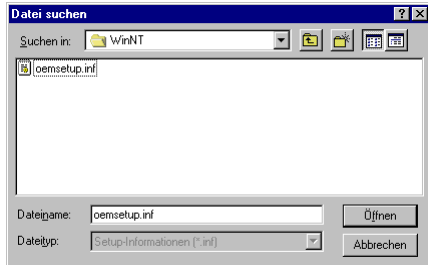 Datei suchen
Suchen in: WinNT
oemsetup.inf
Dateiname: oemsetup.inf Öffnen
Dateityp: Setup-Informationen (*.inf) Abbrechen